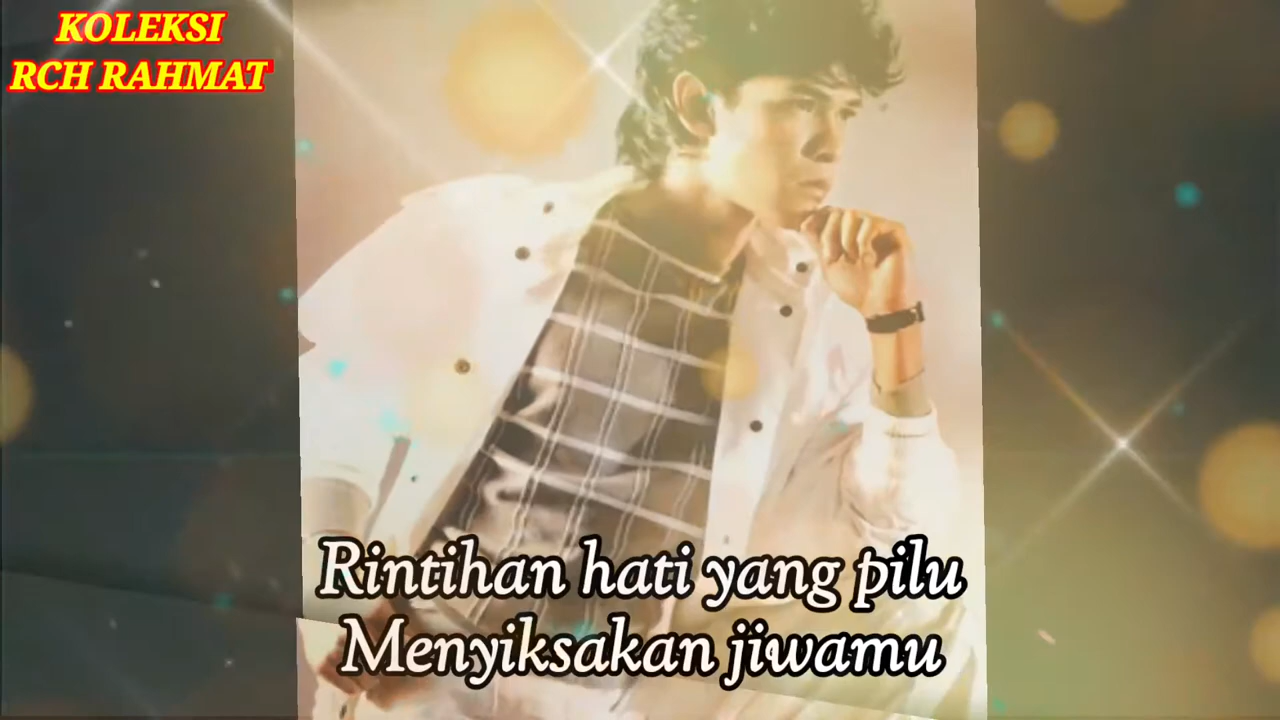 KOLEKSI
RCH RAHMAT
Rintihan hati yang pilu
Menyiksakan jiwamu